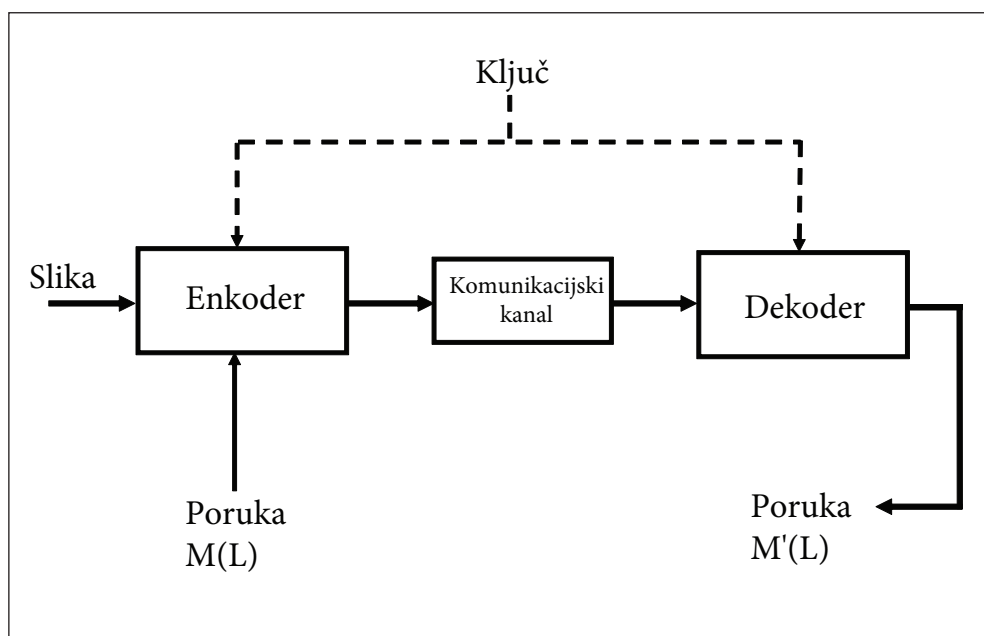 Ključ
Slika
Enkoder
Komunikacijski
kanal
Dekoder
Poruka
M(L)
Poruka
M'(L)